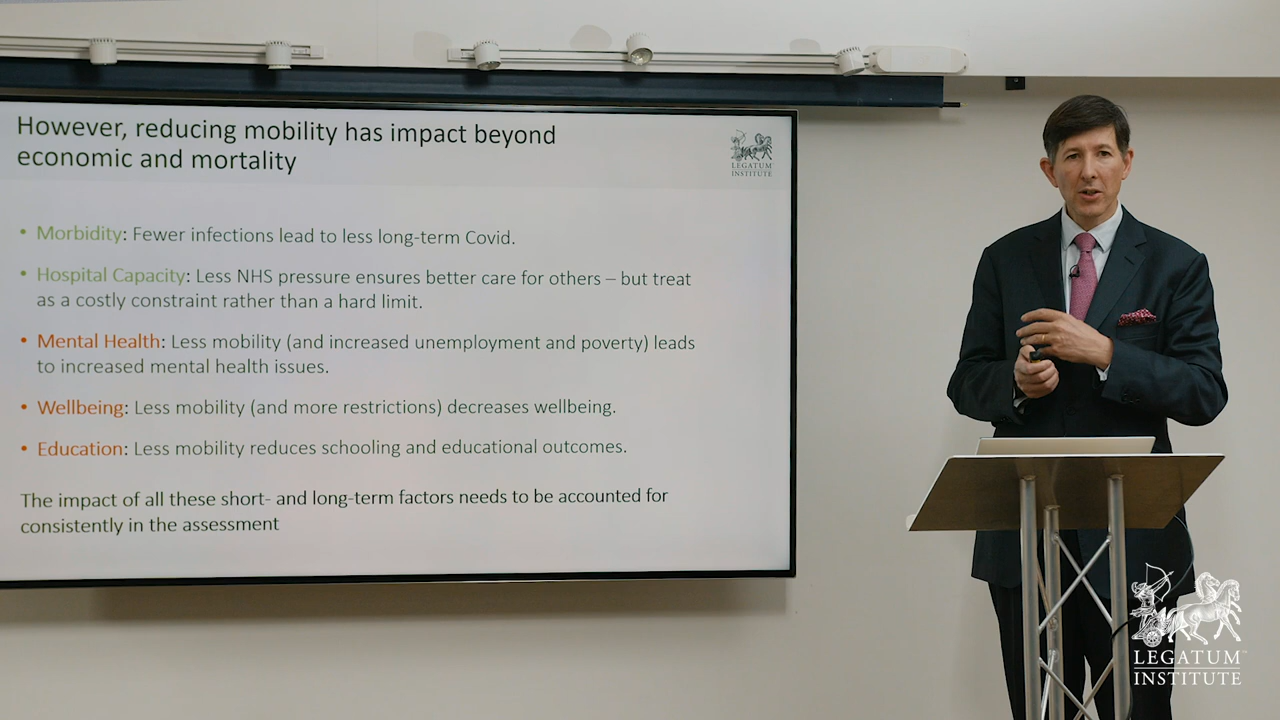 However, reducing mobility has impact beyond
economic and mortality
LEGATUM
INSTITUTE
• Morbidity: Fewer infections lead to less long-term Covid.
• Hospital Capacity: Less NHS pressure ensures better care for others – but treat
as a costly constraint rather than a hard limit.
• Mental Health: Less mobility (and increased unemployment and poverty) leads
to increased mental health issues.
• Wellbeing: Less mobility (and more restrictions) decreases wellbeing.
• Education: Less mobility reduces schooling and educational outcomes.
The impact of all these short- and long-term factors needs to be accounted for
consistently in the assessment
LEGATUM™
INSTITUTE